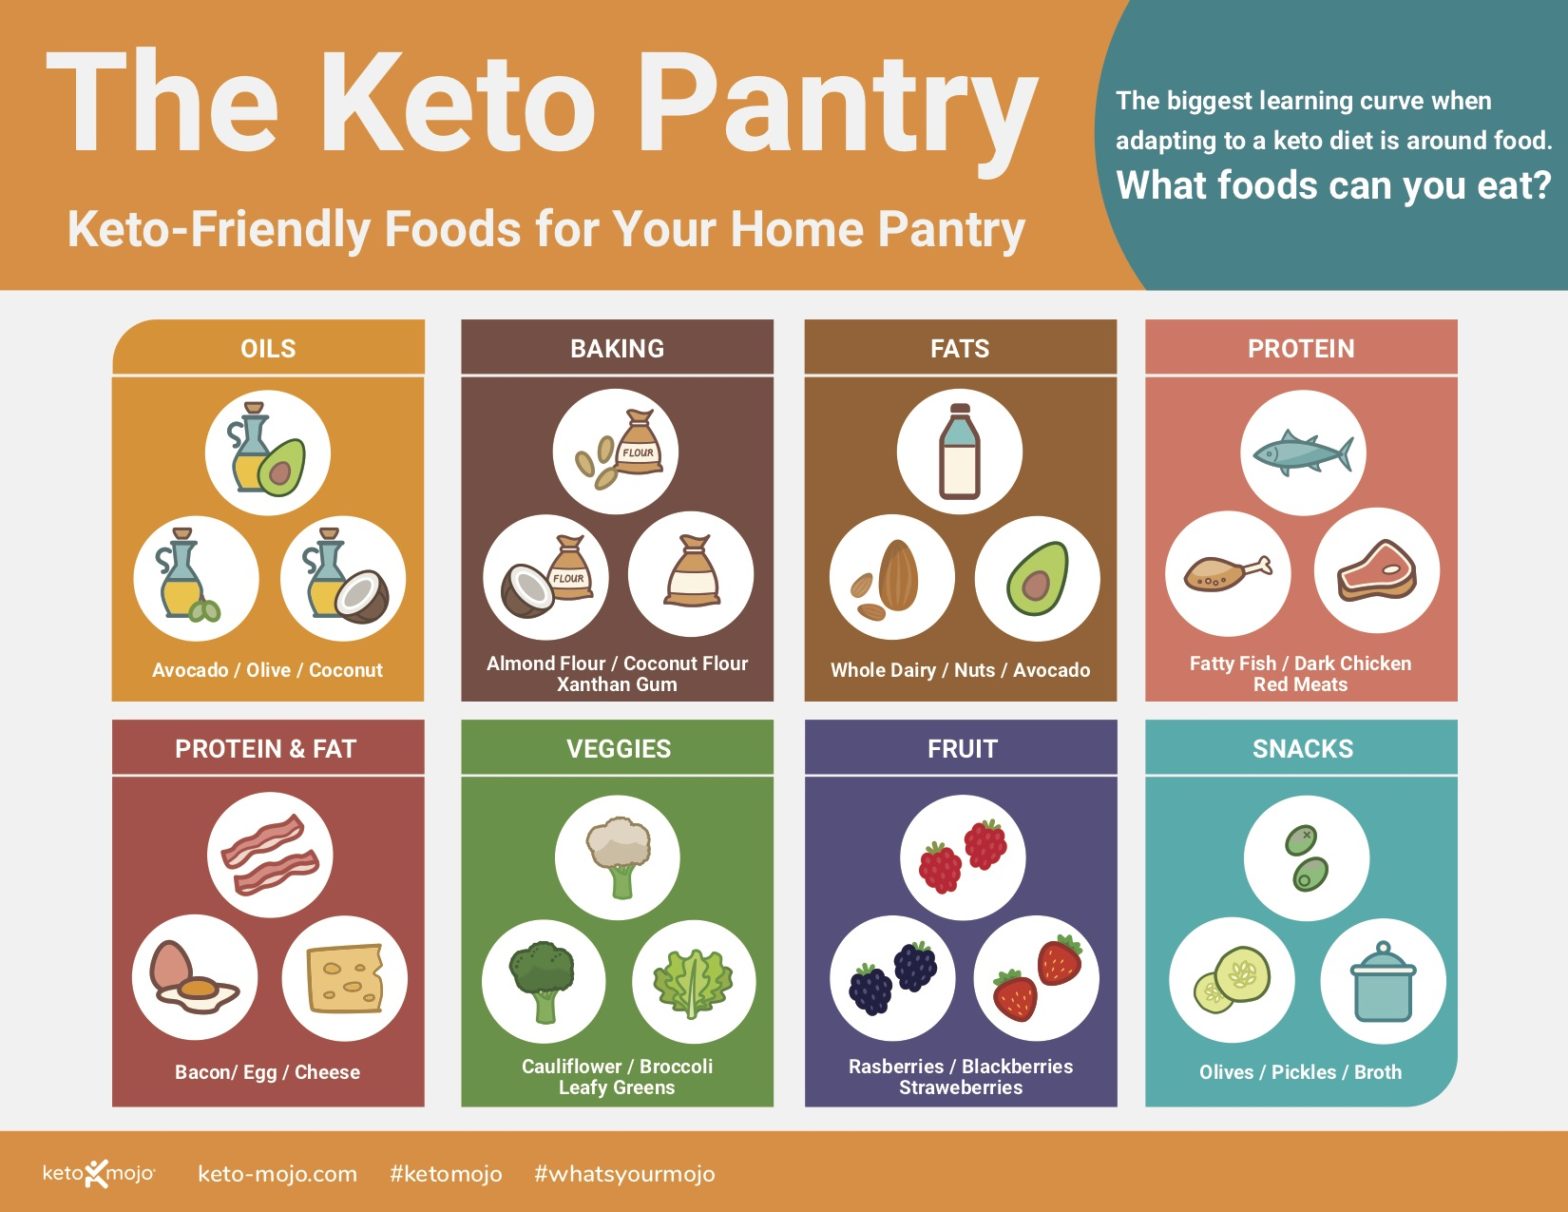 The Keto Pantry
Keto-Friendly Foods for Your Home Pantry
The biggest learning curve when
adapting to a keto diet is around food.
What foods can you eat?
OILS
Avocado / Olive / Coconut
BAKING
FLOUR
FLOUR
Almond Flour / Coconut Flour
Xanthan Gum
FATS
Whole Dairy / Nuts / Avocado
PROTEIN
Fatty Fish / Dark Chicken
Red Meats
PROTEIN & FAT
Bacon/ Egg / Cheese
VEGGIES
Cauliflower / Broccoli
Leafy Greens
FRUIT
Rasberries / Blackberries
Straweberries
SNACKS
Olives / Pickles / Broth
keto mojo
keto-mojo.com
#ketomojo
#whatsyourmojo